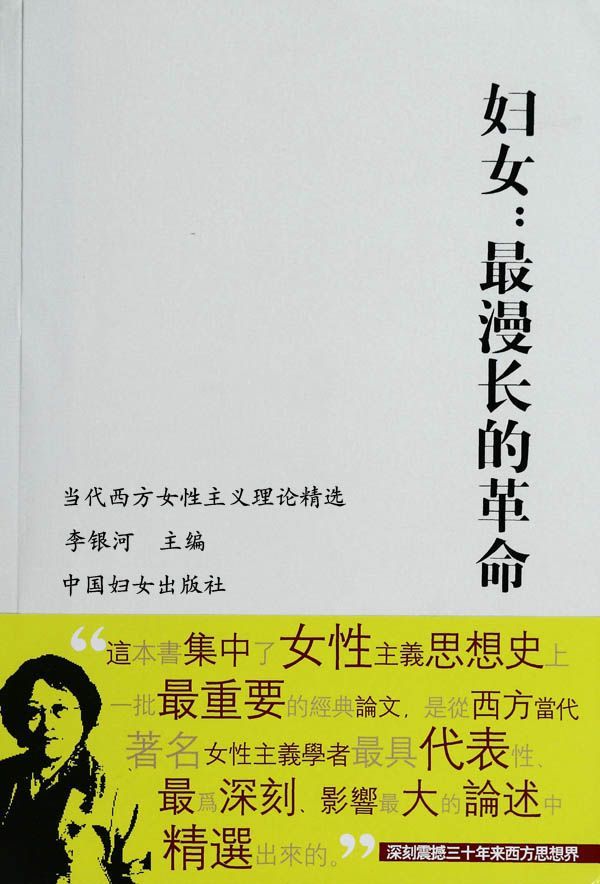 妇女：最漫长的革命
当代西方女性主义理论精选
李银河　主编
中国妇女出版社
“這本書集中了女性主義思想史上
一批最重要的經典論文，是從西方當代
著名女性主義學者最具代表性、
最爲深刻、影響最大的論述中
精選出來的。”
深刻震撼三十年来西方思想界